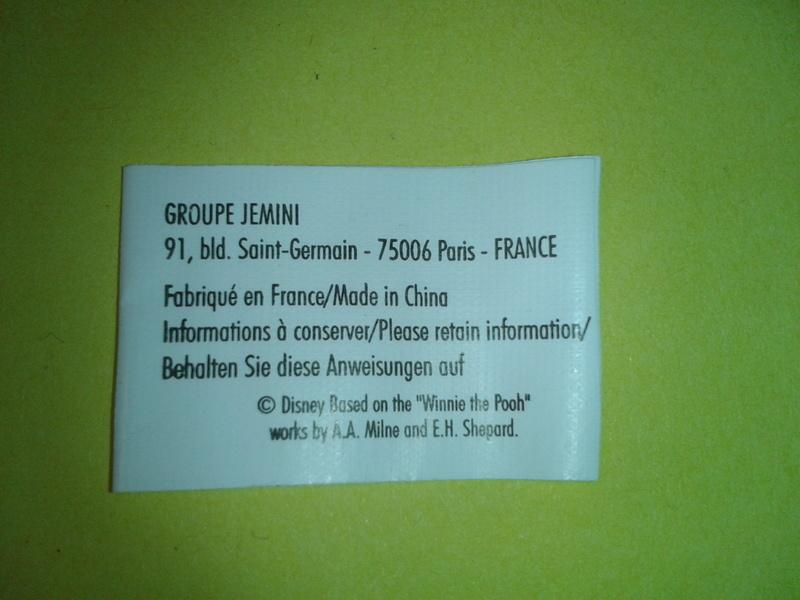 GROUPE JEMINI
91, bld. Saint-Germain - 75006 Paris - FRANCE
Fabriqué en France/Made in China
Informations à conserver/Please retain information/
Behalten Sie diese Anweisungen auf
© Disney Based on the "Winnie the Pooh"
works by A.A. Milne and E.H. Shepard.